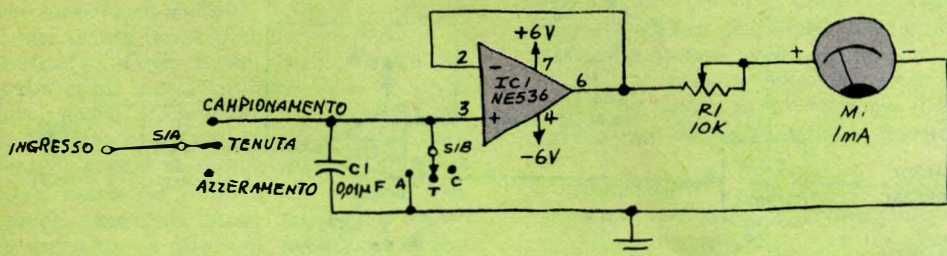 +6V
2
-
7
IC1
NE536
6
3
+
4
-6V
R1
10K
+
-
Mi
1mA
CAMPIONAMENTO
INGRESSO
S1A
TENUTA
AZZERAMENTO
C1
0,01µF
S1B
A
T
C